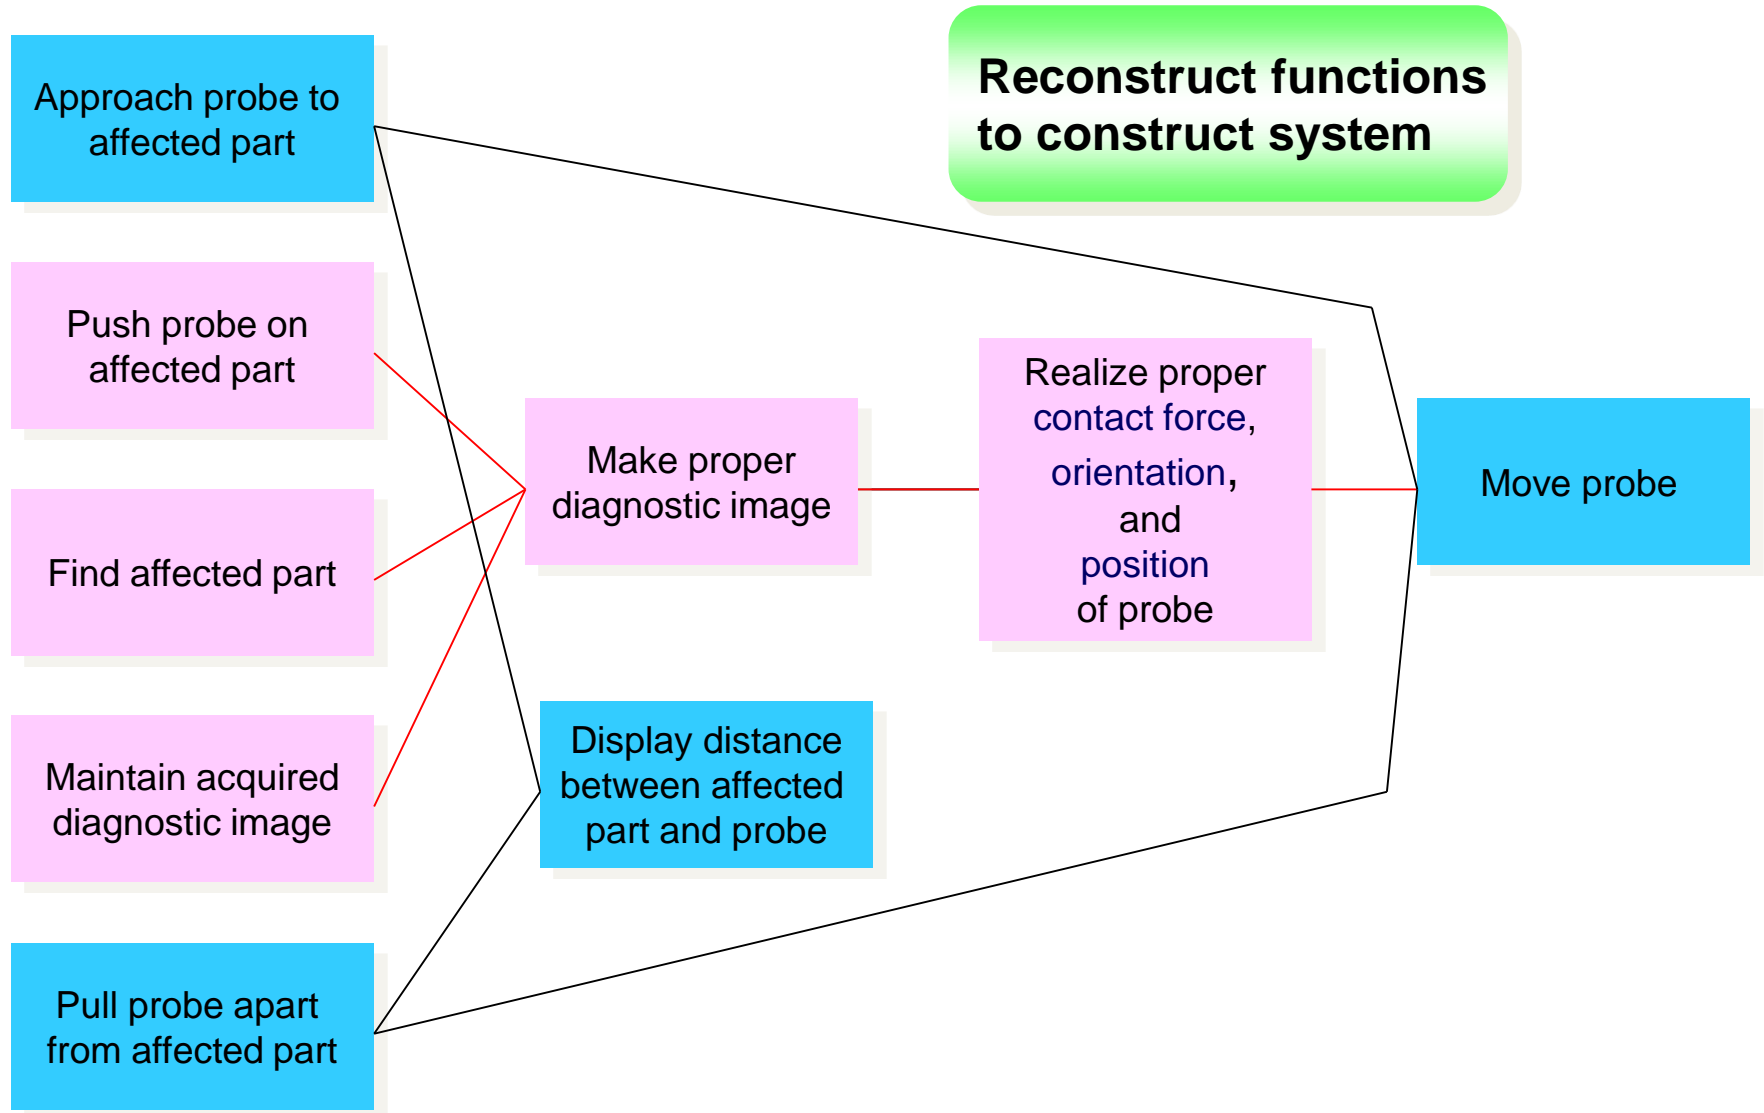 Reconstruct functions
to construct system
Approach probe to
affected part
Push probe on
affected part
Find affected part
Maintain acquired
diagnostic image
Pull probe apart
from affected part
Make proper
diagnostic image
Display distance
between affected
part and probe
Realize proper
contact force,
orientation,
and
position
of probe
Move probe